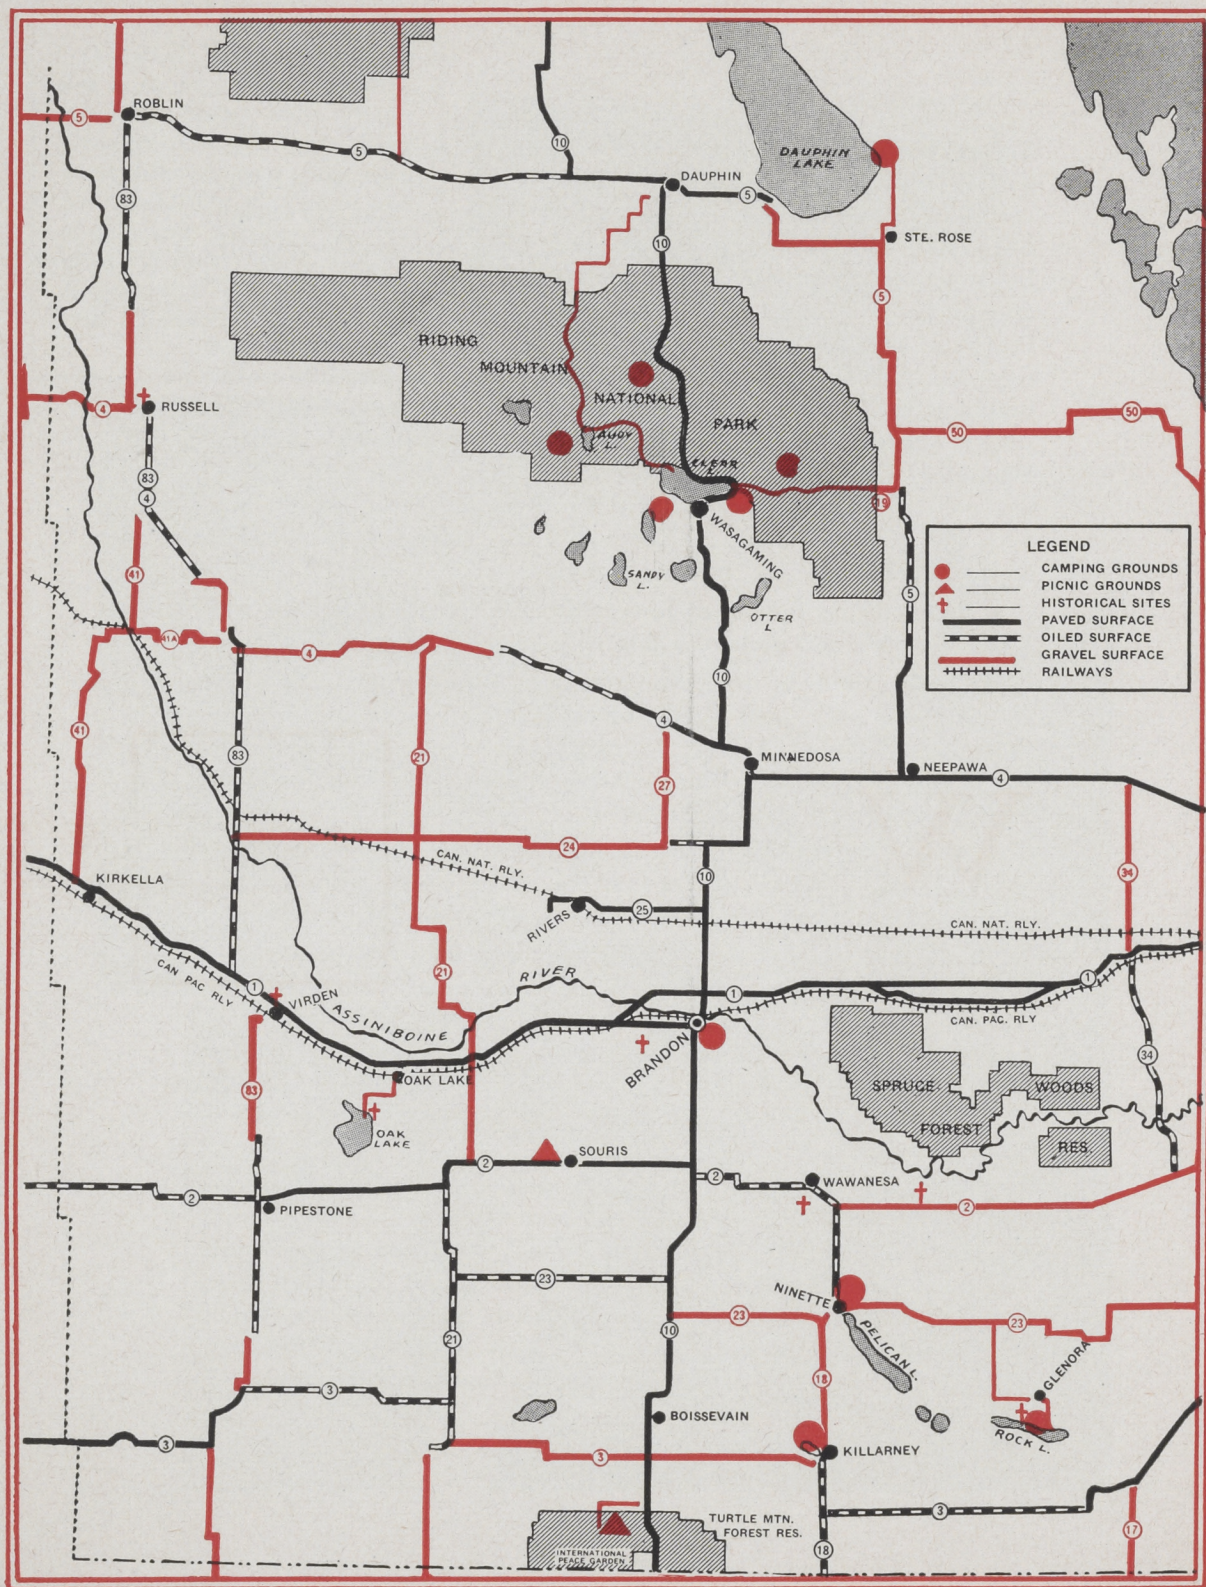 ROBLIN
5
5
10
DAUPHIN
LAKE
DAUPHIN
5
83
10
STE. ROSE
5
RIDING
MOUNTAIN
NATIONAL
PARK
4
RUSSELL
AUDY
L.
CLEAR
L.
50
50
83
4
19
WASAGAMING
SANDY
L.
OTTER
L
5
LEGEND
CAMPING GROUNDS
PICNIC GROUNDS
HISTORICAL SITES
PAVED SURFACE
OILED SURFACE
GRAVEL SURFACE
RAILWAYS
41
41A
4
10
41
83
21
4
27
MINNEDOSA
NEEPAWA
4
24
CAN. NAT. RLY.
10
34
KIRKELLA
RIVERS
25
CAN. NAT. RLY.
CAN PAC RLY
1
VIRDEN
21
ASSINIBOINE
RIVER
1
1
CAN. PAC. RLY
BRANDON
34
83
OAK LAKE
OAK
LAKE
SPRUCE
WOODS
FOREST
RES.
2
SOURIS
2
WAWANESA
2
PIPESTONE
2
23
NINETTE
21
10
23
PELICAN L.
23
18
GLENORA
3
BOISSEVAIN
ROCK L.
3
3
KILLARNEY
TURTLE MTN.
FOREST RES.
3
17
INTERNATIONAL
PEACE GARDEN
18